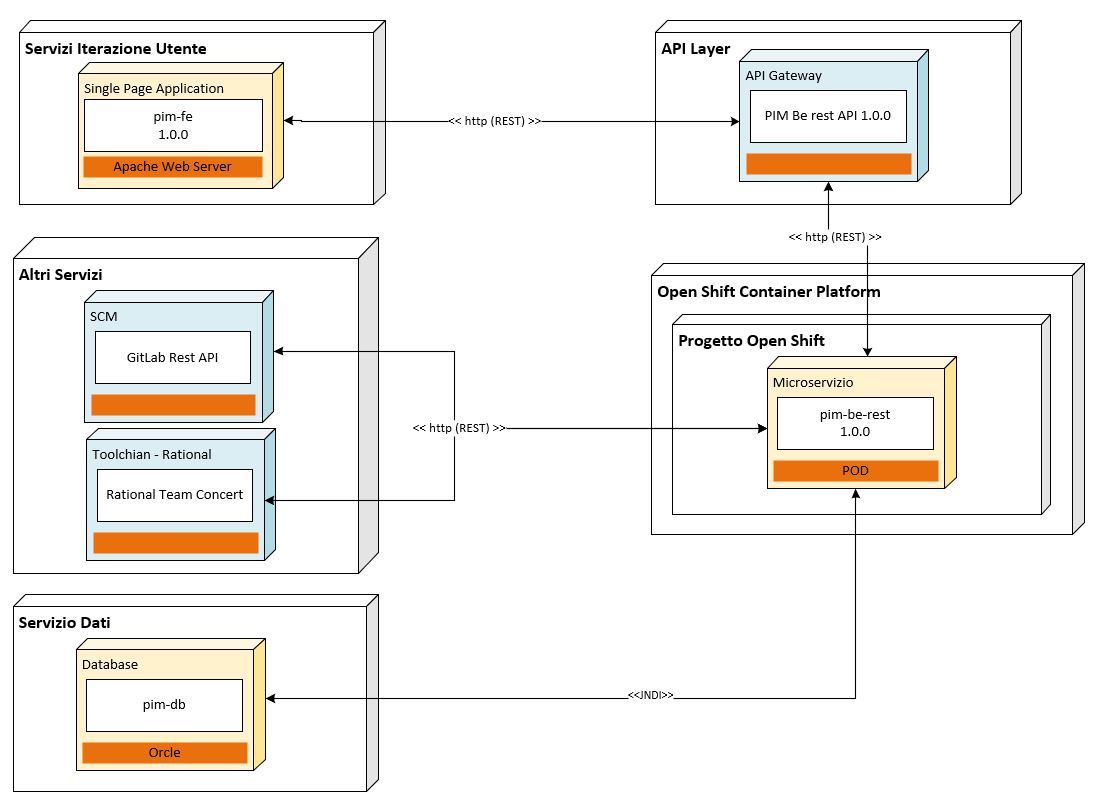 Servizi Iterazione Utente
Single Page Application
pim-fe
1.0.0
Apache Web Server
<< http (REST) >>
API Layer
API Gateway
PIM Be rest API 1.0.0
<< http (REST) >>
Altri Servizi
SCM
GitLab Rest API
Toolchian - Rational
Rational Team Concert
<< http (REST) >>
Open Shift Container Platform
Progetto Open Shift
Microservizio
pim-be-rest
1.0.0
POD
Servizio Dati
Database
pim-db
Orcle
<<JNDI>>